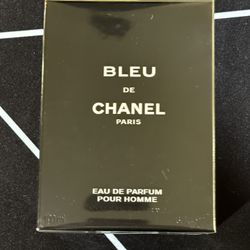 BLEU
DE
CHANEL
PARIS
EAU DE PARFUM
POUR HOMME